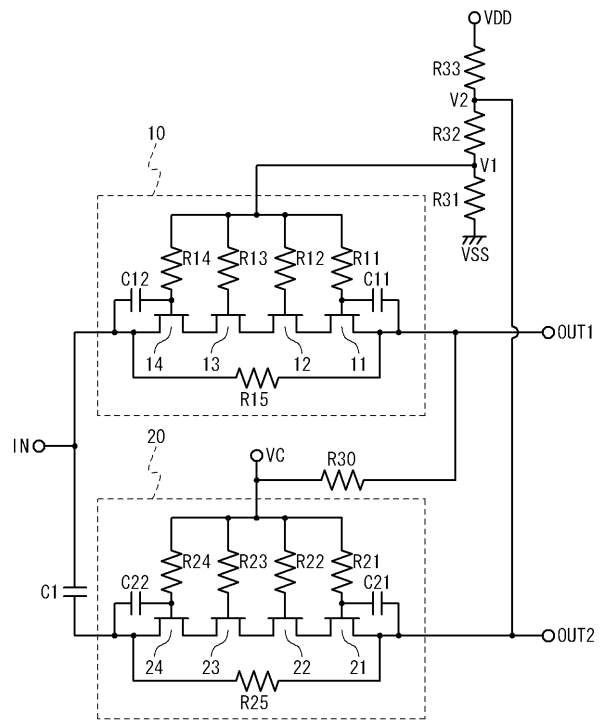 VDD
R33
V2
R32
10
V1
R31
VSS
R14 R13 R12 R11
C12 C11
14 13 12 11
OUT1
R15
IN
20
VC
R30
R24 R23 R22 R21
C1
C22 C21
24 23 22 21
OUT2
R25